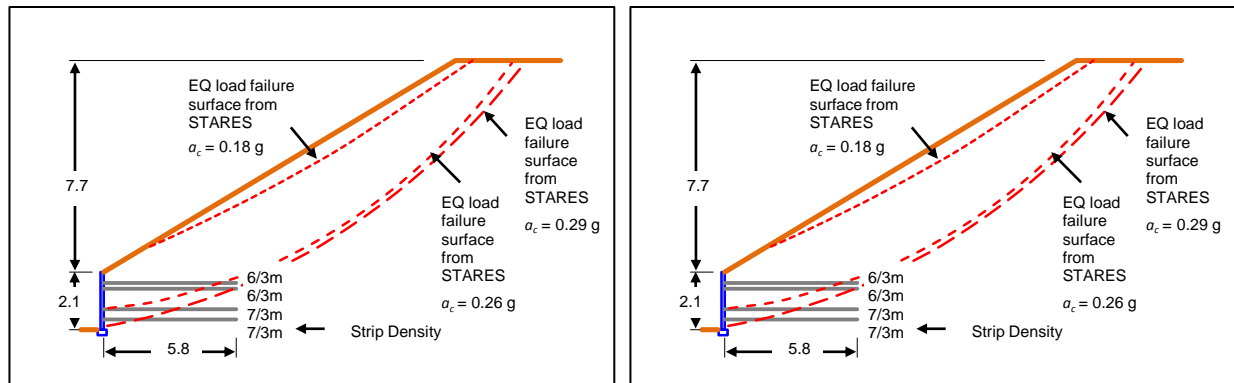 EQ load failure
surface from
STARES
a_c = 0.18 g
EQ load
failure
surface
from
STARES
a_c = 0.29 g
7.7
EQ load
failure
surface
from
STARES
a_c = 0.26 g
6/3m
6/3m
7/3m
7/3m
2.1
Strip Density
5.8
EQ load failure
surface from
STARES
a_c = 0.18 g
EQ load
failure
surface
from
STARES
a_c = 0.29 g
7.7
EQ load
failure
surface
from
STARES
a_c = 0.26 g
6/3m
6/3m
7/3m
7/3m
2.1
Strip Density
5.8